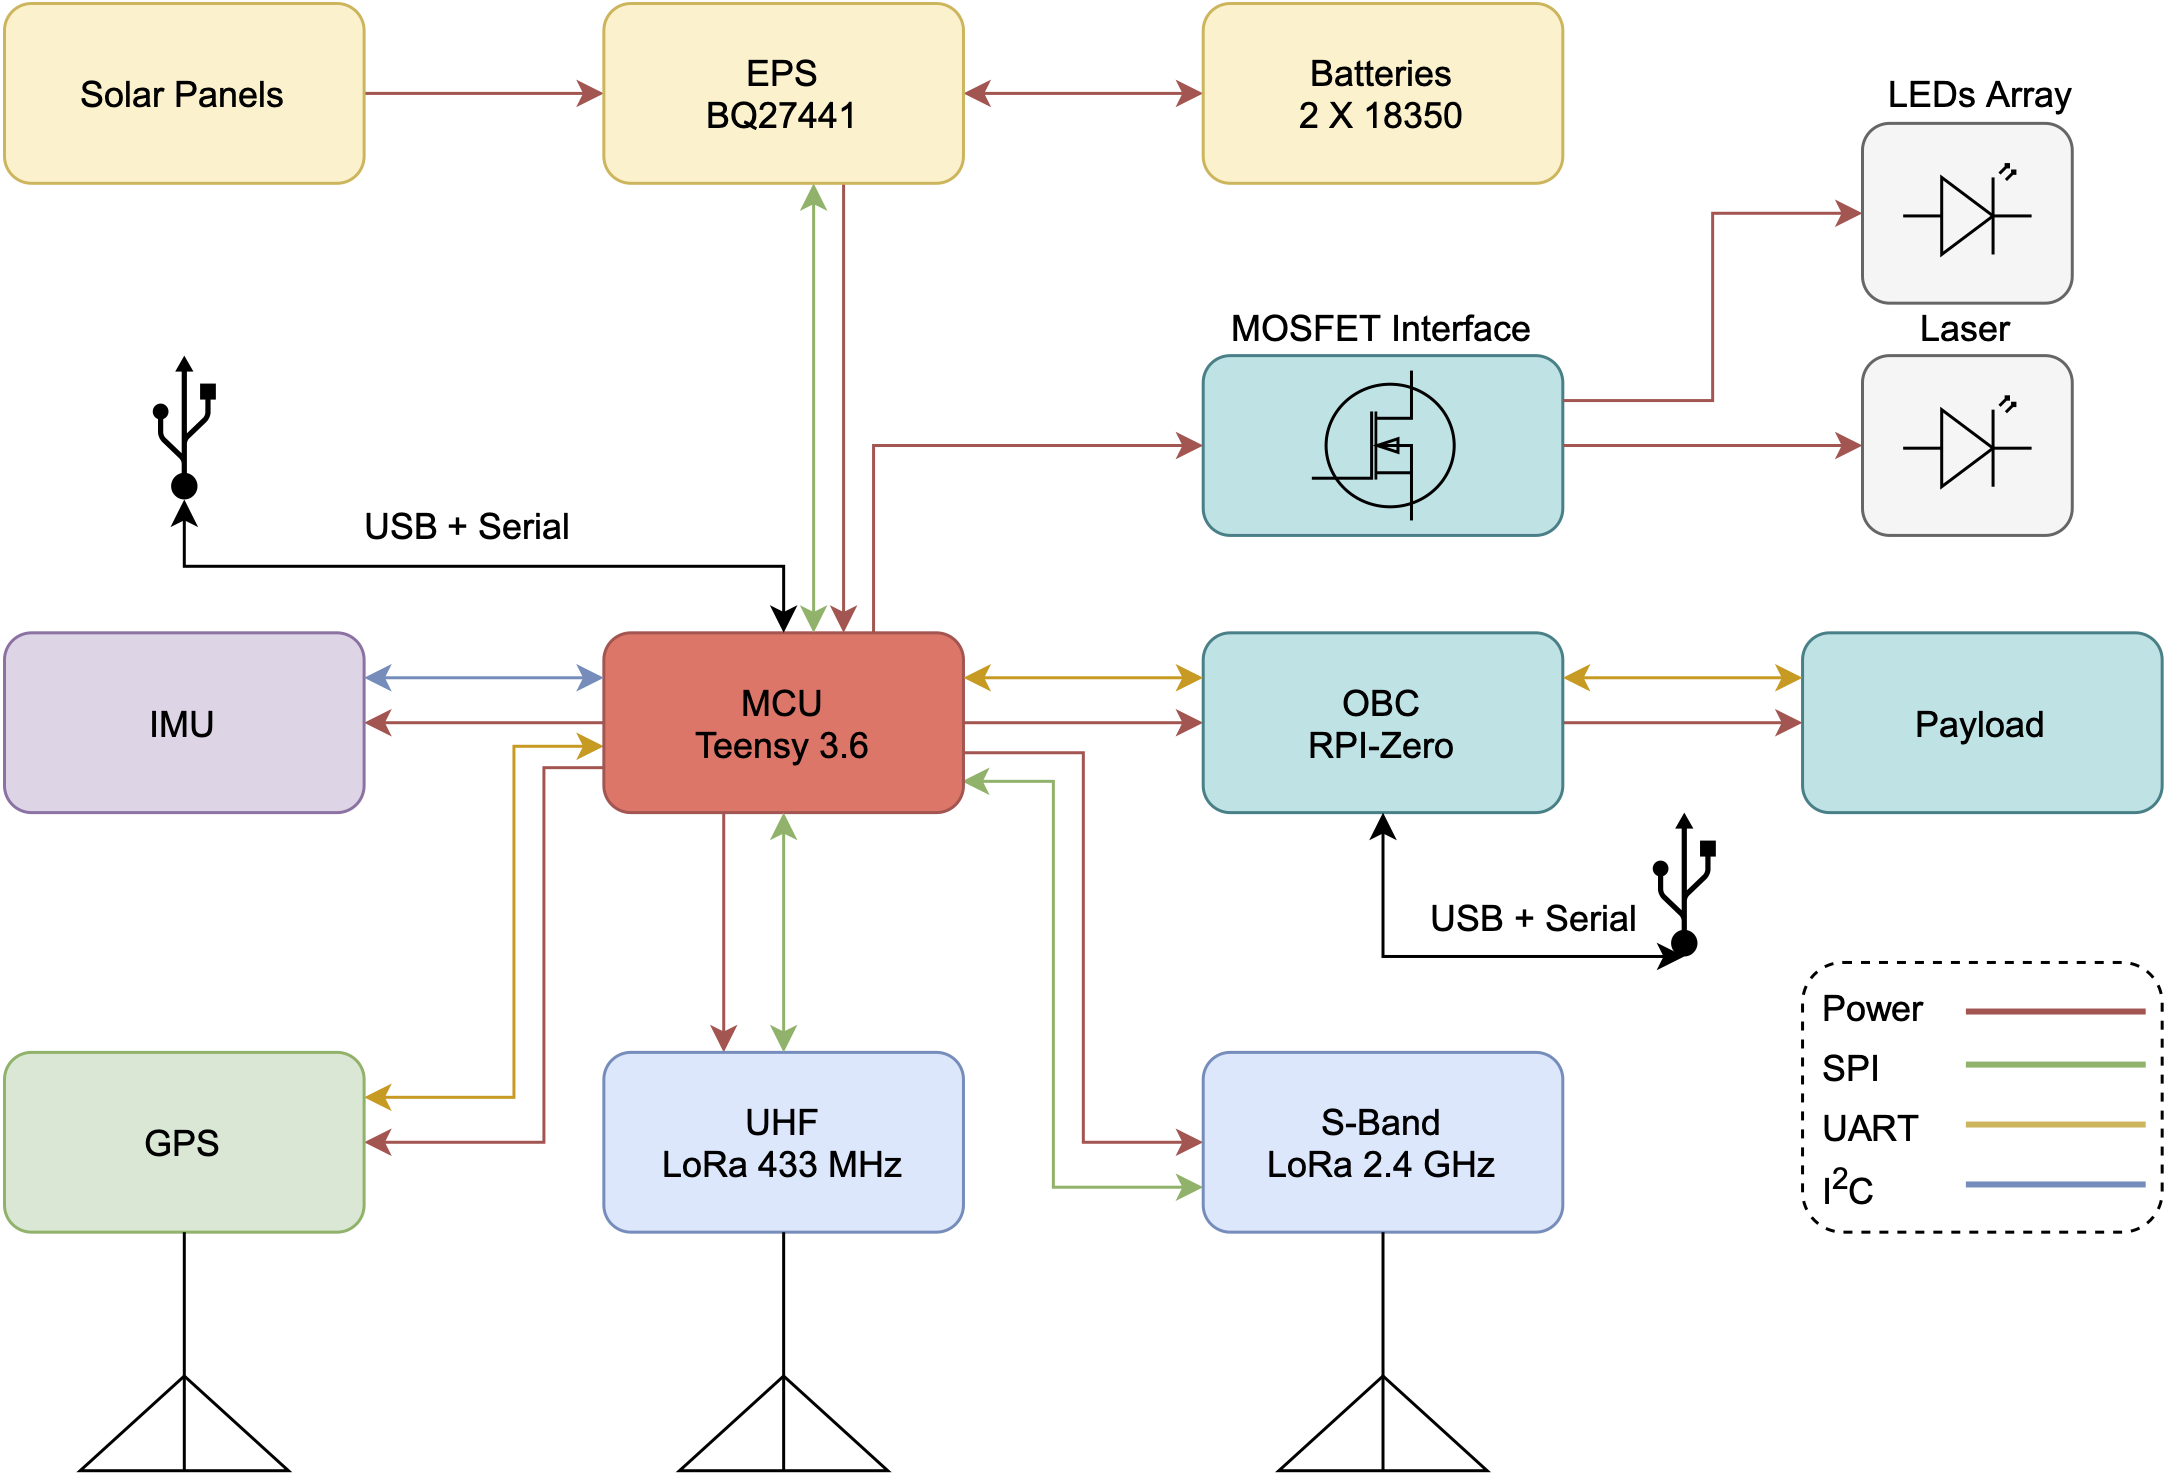 Solar Panels
EPS
BQ27441
Batteries
2 X 18350
LEDs Array
MOSFET Interface
Laser
USB + Serial
IMU
MCU
Teensy 3.6
OBC
RPI-Zero
Payload
USB + Serial
GPS
UHF
LoRa 433 MHz
S-Band
LoRa 2.4 GHz
Power
SPI
UART
I²C